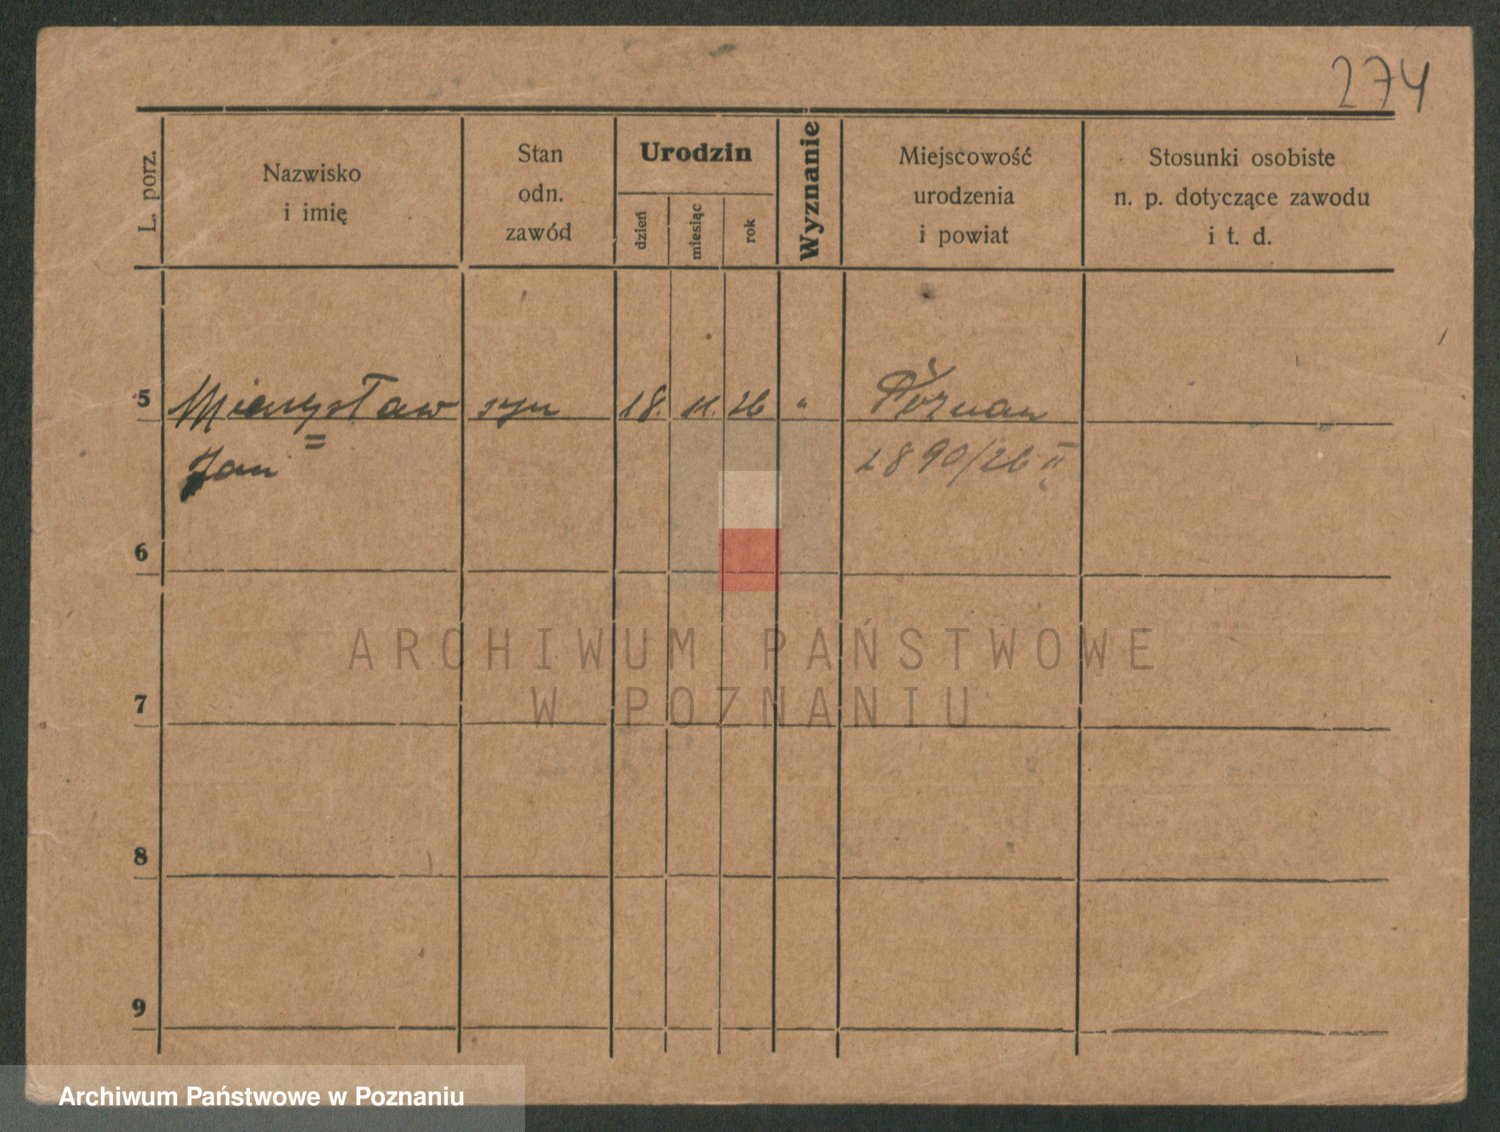 274
L. porz.
Nazwisko
i imię
Stan
odn.
zawód
Urodzin
dzień
miesiąc
rok
Wyznanie
Miejscowość
urodzenia
i powiat
Stosunki osobiste
n. p. dotyczące zawodu
i t. d.
5 Mieczysław syn 18. 11. 26 " Poznań
= Jan 2890/26 II
6
7
8
9
ARCHIWUM PAŃSTWOWE
W POZNANIU
Archiwum Państwowe w Poznaniu